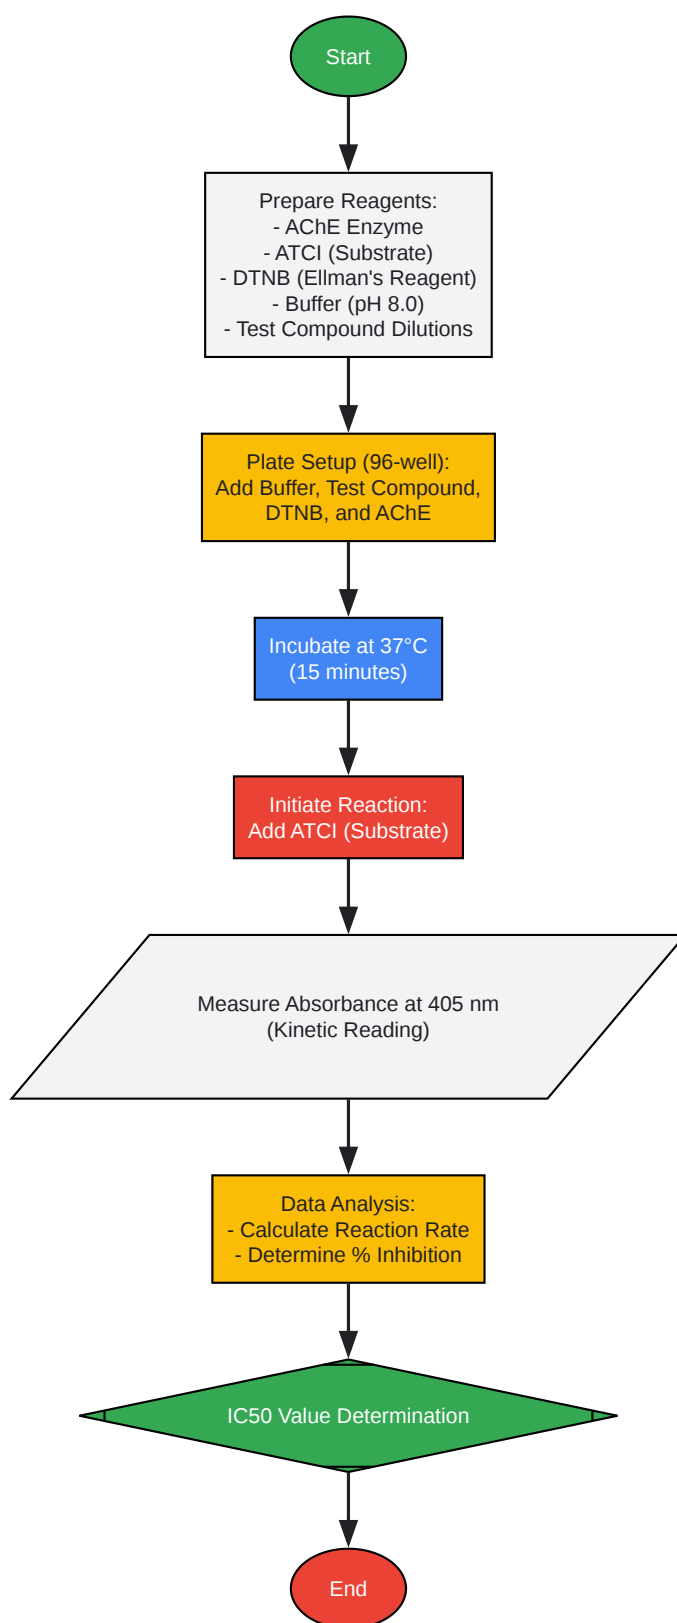 Start
Prepare Reagents:
- AChE Enzyme
- ATCI (Substrate)
- DTNB (Ellman's Reagent)
- Buffer (pH 8.0)
- Test Compound Dilutions
Plate Setup (96-well):
Add Buffer, Test Compound,
DTNB, and AChE
Incubate at 37°C
(15 minutes)
Initiate Reaction:
Add ATCI (Substrate)
Measure Absorbance at 405 nm
(Kinetic Reading)
Data Analysis:
- Calculate Reaction Rate
- Determine % Inhibition
IC50 Value Determination
End